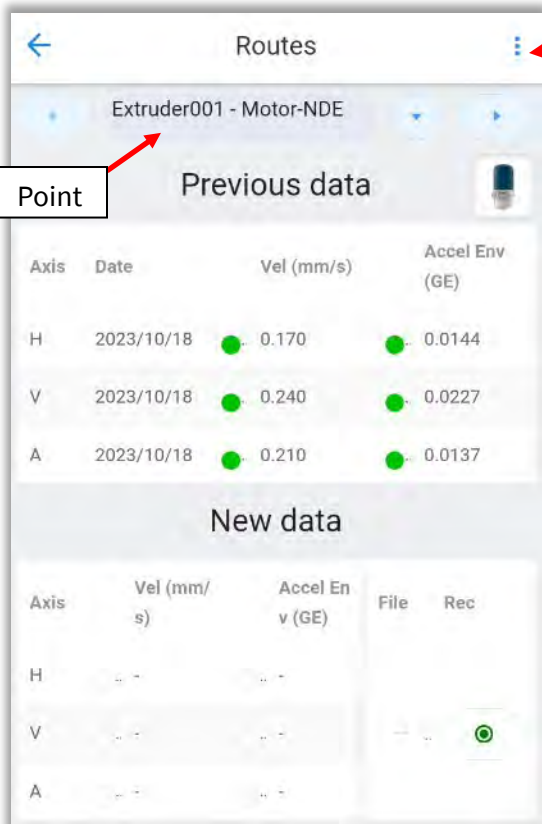 Routes
Extruder001 - Motor-NDE
Point
Previous data
Axis Date Vel (mm/s) Accel Env
(GE)
H 2023/10/18 0.170 0.0144
V 2023/10/18 0.240 0.0227
A 2023/10/18 0.210 0.0137
New data
Axis Vel (mm/ Accel En File Rec
s) v (GE)
H .. - .. -
V .. - .. - ..
A .. - .. -